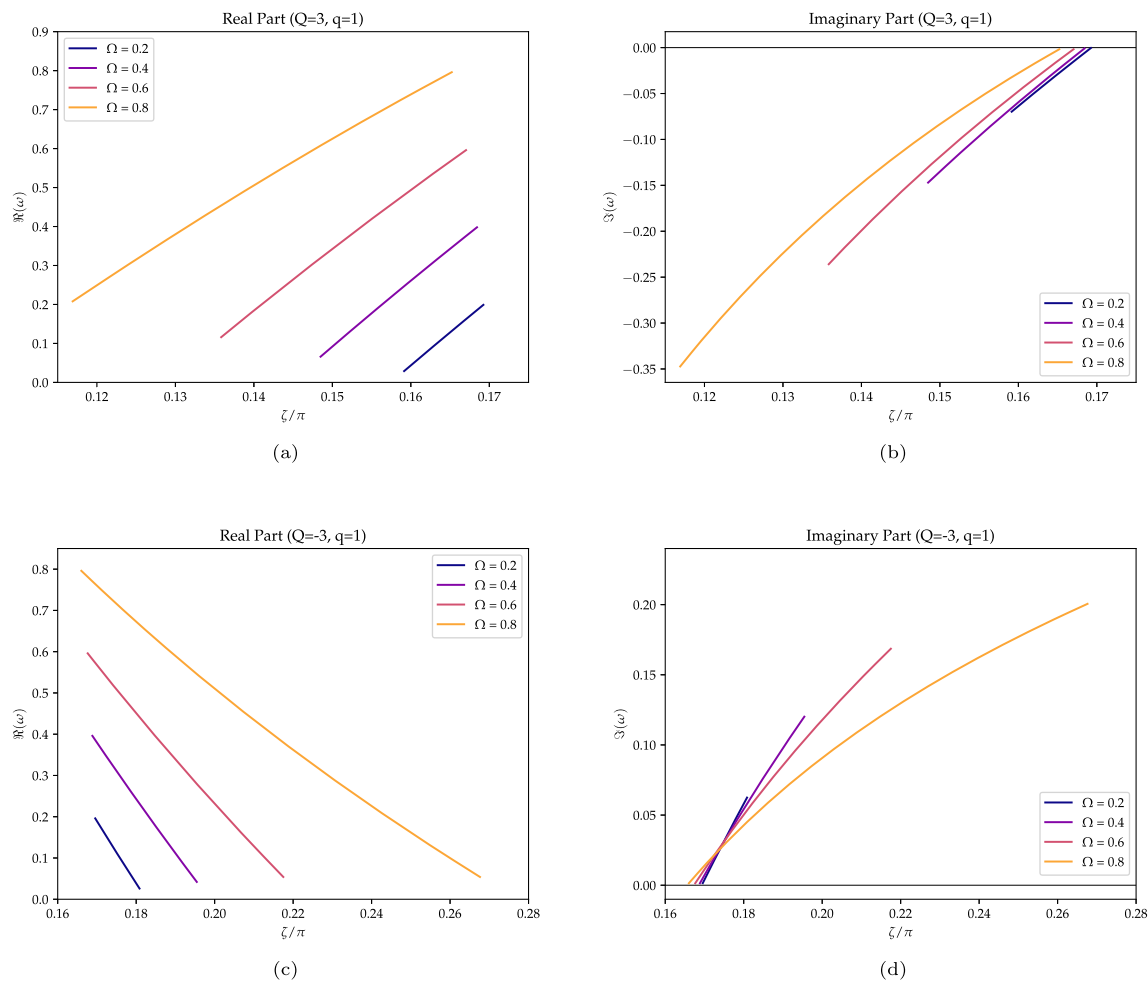 Real Part (Q=3, q=1)
0.9
0.8
0.7
0.6
0.5
0.4
0.3
0.2
0.1
0.0
0.12
0.13
0.14
0.15
0.16
0.17
ℜ(ω)
ζ/π
Ω = 0.2
Ω = 0.4
Ω = 0.6
Ω = 0.8
(a)
Imaginary Part (Q=3, q=1)
0.00
−0.05
−0.10
−0.15
−0.20
−0.25
−0.30
−0.35
0.12
0.13
0.14
0.15
0.16
0.17
ℑ(ω)
ζ/π
Ω = 0.2
Ω = 0.4
Ω = 0.6
Ω = 0.8
(b)
Real Part (Q=-3, q=1)
0.8
0.7
0.6
0.5
0.4
0.3
0.2
0.1
0.0
0.16
0.18
0.20
0.22
0.24
0.26
0.28
ℜ(ω)
ζ/π
Ω = 0.2
Ω = 0.4
Ω = 0.6
Ω = 0.8
(c)
Imaginary Part (Q=-3, q=1)
0.20
0.15
0.10
0.05
0.00
0.16
0.18
0.20
0.22
0.24
0.26
0.28
ℑ(ω)
ζ/π
Ω = 0.2
Ω = 0.4
Ω = 0.6
Ω = 0.8
(d)